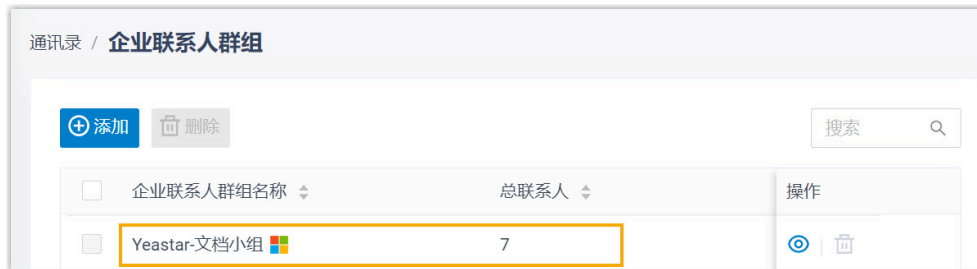 通讯录 / 企业联系人群组
添加 删除 搜索
企业联系人群组名称 总联系人 操作
Yeastar-文档小组 7